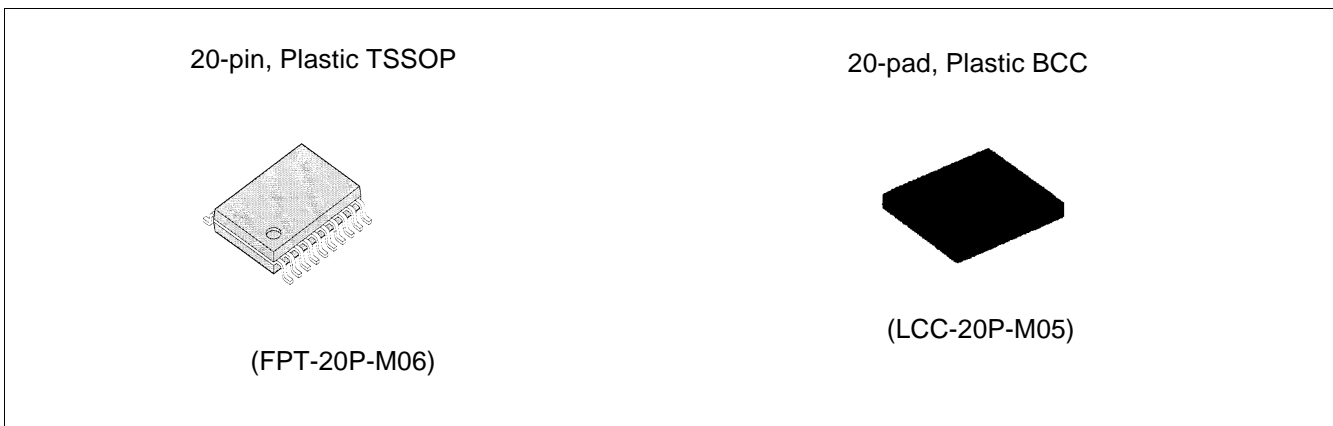 20-pin, Plastic TSSOP
20-pad, Plastic BCC
(FPT-20P-M06)
(LCC-20P-M05)